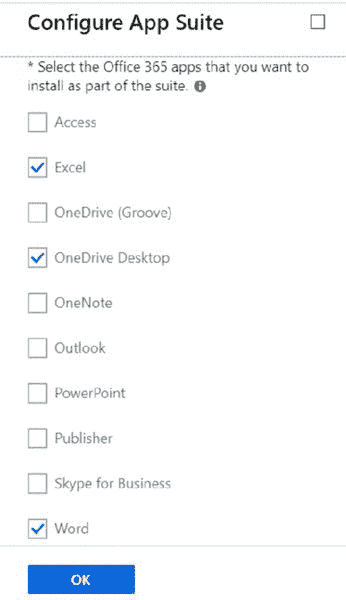 Configure App Suite
* Select the Office 365 apps that you want to
install as part of the suite.
Access
Excel
OneDrive (Groove)
OneDrive Desktop
OneNote
Outlook
PowerPoint
Publisher
Skype for Business
Word
OK